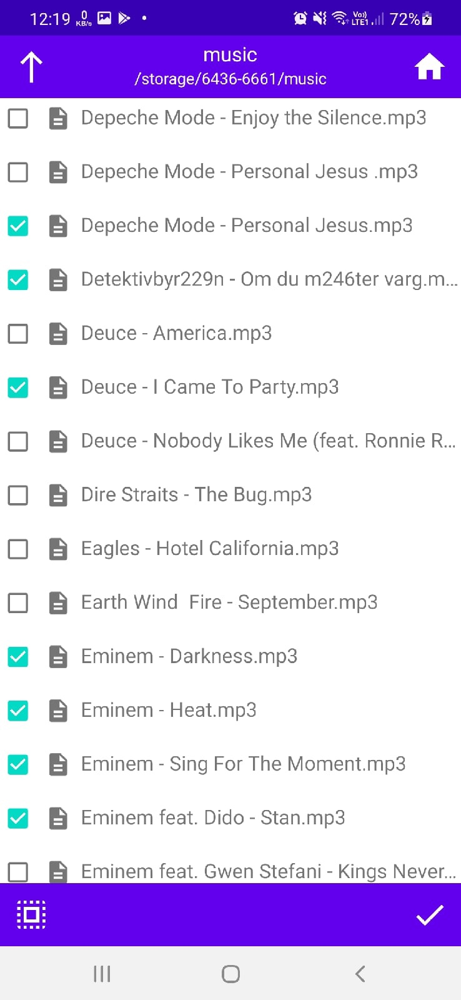 12:19 0 KB/s Vo)) LTE1 72%
music
/storage/6436-6661/music
Depeche Mode - Enjoy the Silence.mp3
Depeche Mode - Personal Jesus .mp3
Depeche Mode - Personal Jesus.mp3
Detektivbyr229n - Om du m246ter varg.m...
Deuce - America.mp3
Deuce - I Came To Party.mp3
Deuce - Nobody Likes Me (feat. Ronnie R...
Dire Straits - The Bug.mp3
Eagles - Hotel California.mp3
Earth Wind  Fire - September.mp3
Eminem - Darkness.mp3
Eminem - Heat.mp3
Eminem - Sing For The Moment.mp3
Eminem feat. Dido - Stan.mp3
Eminem feat. Gwen Stefani - Kings Never...